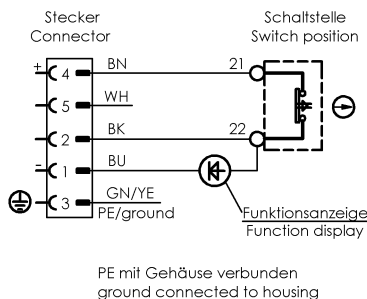 Stecker
Connector
Schaltstelle
Switch position
+ 4 BN 21
5 WH
2 BK 22
- 1 BU
3 GN/YE
PE/ground
Funktionsanzeige
Function display
PE mit Gehäuse verbunden
ground connected to housing